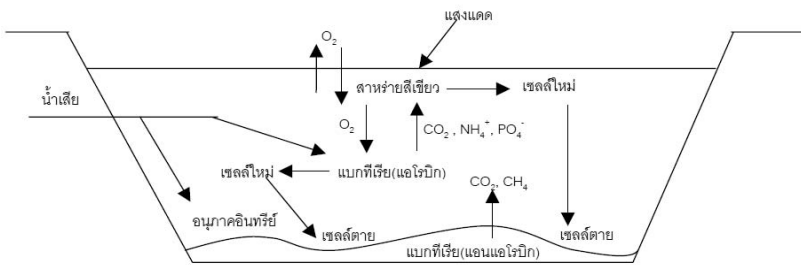 แสงแดด
O₂
สาหร่ายสีเขียว
เซลล์ใหม่
น้ำเสีย
O₂
CO₂ , NH₄⁺, PO₄⁻
เซลล์ใหม่
แบกทีเรีย(แอโรบิก)
CO₂, CH₄
อนุภาคอินทรีย์
เซลล์ตาย
เซลล์ตาย
แบกทีเรีย(แอนแอโรบิก)